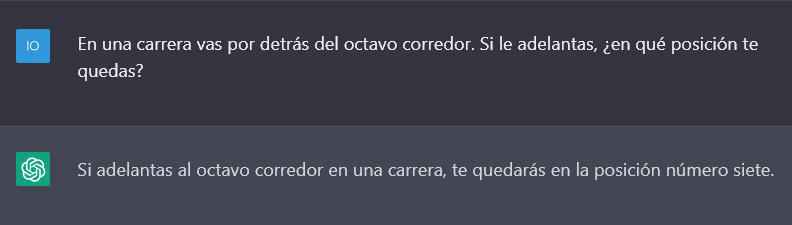 IO
En una carrera vas por detrás del octavo corredor. Si le adelantas, ¿en qué posición te
quedas?
Si adelantas al octavo corredor en una carrera, te quedarás en la posición número siete.